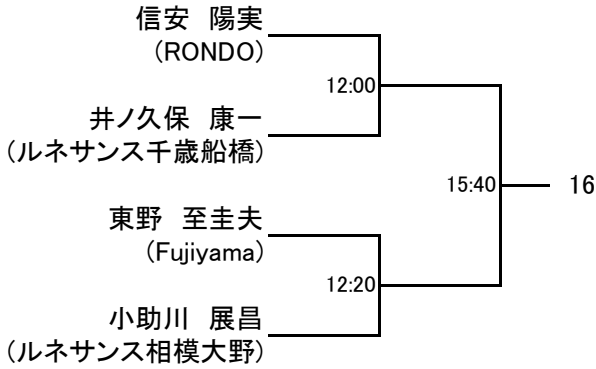 信安　陽実
(RONDO)
12:00
井ノ久保　康一
(ルネサンス千歳船橋)
15:40
16
東野　至圭夫
(Fujiyama)
12:20
小助川　展昌
(ルネサンス相模大野)